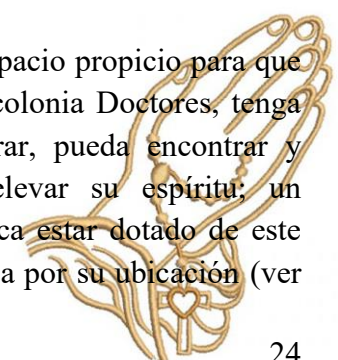 pacio propicio para que
colonia Doctores, tenga
rar, pueda encontrar y
elevar su espíritu; un
ca estar dotado de este
a por su ubicación (ver
24